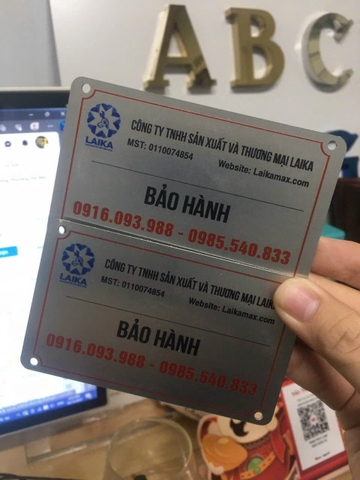 A B C
LAIKA
CÔNG TY TNHH SẢN XUẤT VÀ THƯƠNG MẠI LAIKA
MST: 0110074854
Website: Laikamax.com
BẢO HÀNH
0916.093.988 - 0985.540.833
LAIKA
CÔNG TY TNHH SẢN XUẤT VÀ THƯƠNG MẠI LAIKA
MST: 0110074854
Website: Laikamax.com
BẢO HÀNH
0916.093.988 - 0985.540.833